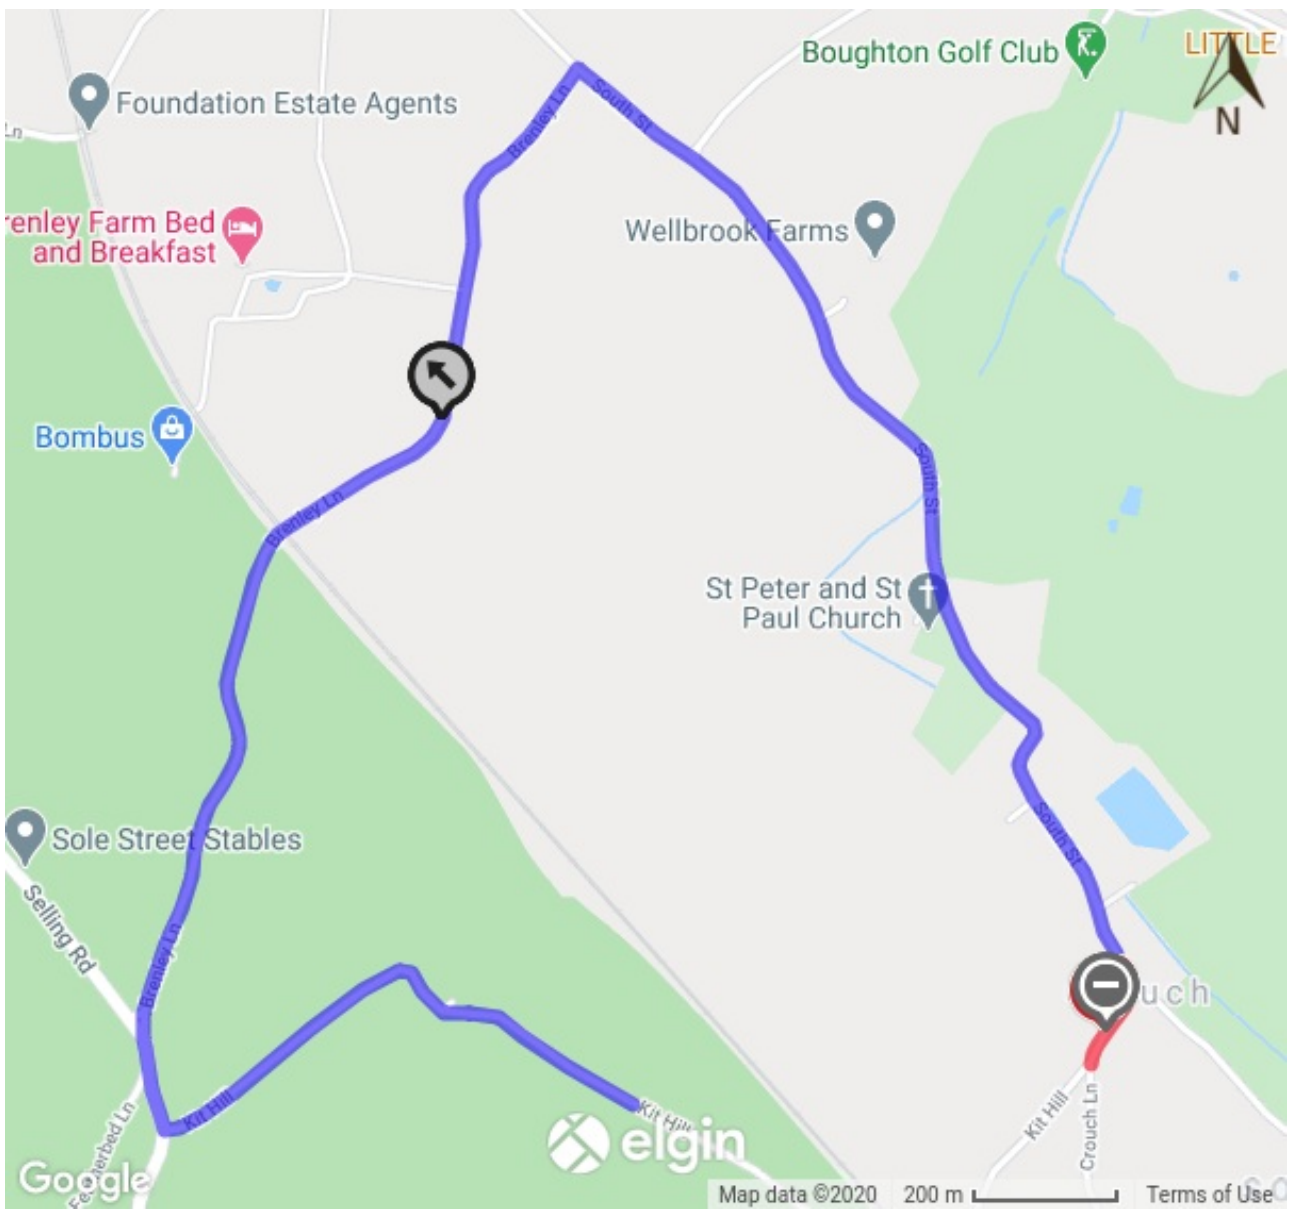 LITTLE
Boughton Golf Club
N
Foundation Estate Agents
Ln
Brenley Ln
South St
renley Farm Bed
and Breakfast
Wellbrook Farms
Bombus
Brenley Ln
South St
St Peter and St
Paul Church
Sole Street Stables
South St
Selling Rd
Brenley Ln
uch
Kit Hill
Kit Hill
Kit Hill
Crouch Ln
elgin
Google
Map data ©2020
200 m
Terms of Use